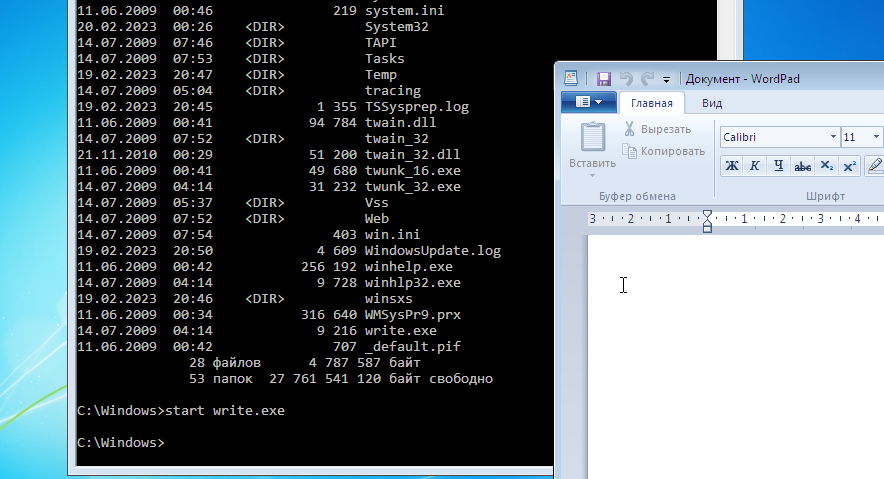 11.06.2009  00:46               219 system.ini
20.02.2023  00:26    <DIR>          System32
14.07.2009  07:46    <DIR>          TAPI
14.07.2009  07:53    <DIR>          Tasks
19.02.2023  20:47    <DIR>          Temp
14.07.2009  05:04    <DIR>          tracing
19.02.2023  20:45             1 355 TSSysprep.log
11.06.2009  00:41            94 784 twain.dll
14.07.2009  07:52    <DIR>          twain_32
21.11.2010  00:29            51 200 twain_32.dll
11.06.2009  00:41            49 680 twunk_16.exe
14.07.2009  04:14            31 232 twunk_32.exe
14.07.2009  05:37    <DIR>          Vss
14.07.2009  07:52    <DIR>          Web
14.07.2009  07:54               403 win.ini
19.02.2023  20:50             4 609 WindowsUpdate.log
11.06.2009  00:42           256 192 winhelp.exe
14.07.2009  04:14             9 728 winhlp32.exe
19.02.2023  20:46    <DIR>          winsxs
11.06.2009  00:34           316 640 WMSysPr9.prx
14.07.2009  04:14             9 216 write.exe
11.06.2009  00:42               707 _default.pif
28 файлов      4 787 587 байт
53 папок  27 761 541 120 байт свободно
C:\Windows>start write.exe
C:\Windows>
Документ - WordPad
Главная Вид
Вставить
Вырезать
Копировать
Буфер обмена
Calibri 11
Ж К Ч abc X₂ X²
Шрифт
3 2 1 1 2 3 4